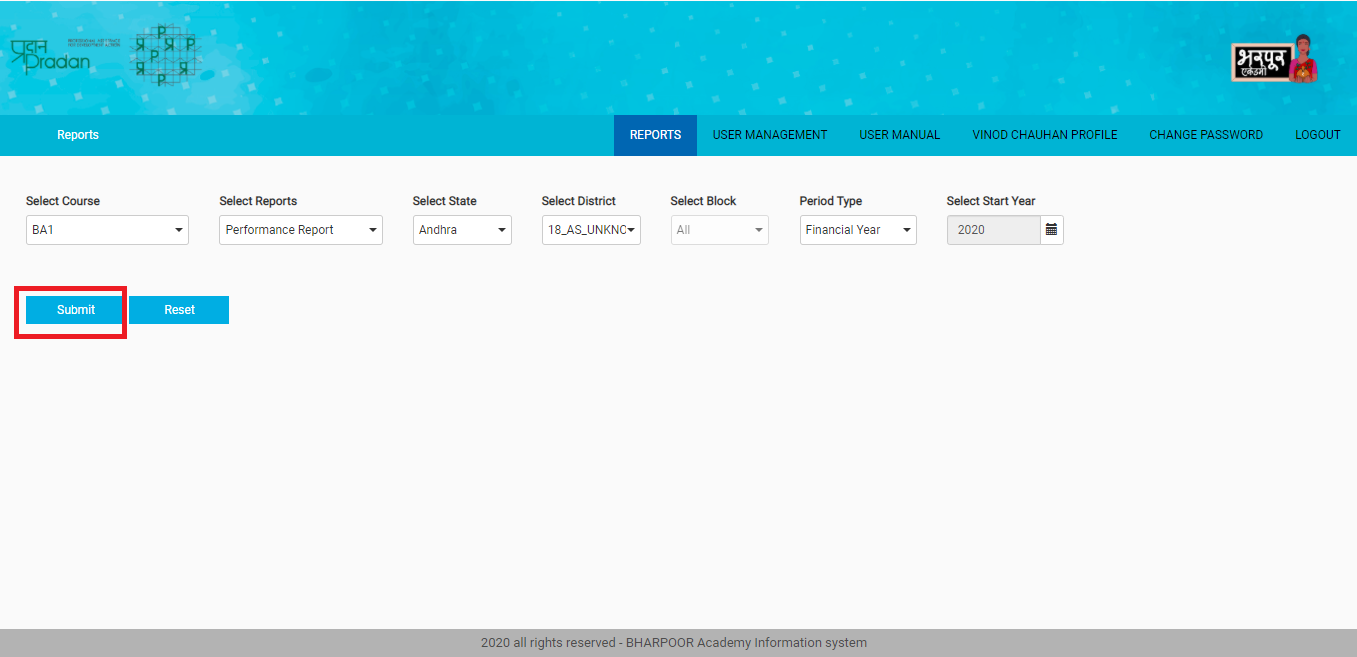 प्रदान
Pradan
PROFESSIONAL ASSISTANCE
FOR DEVELOPMENT ACTION
भरपूर
एकेडमी
Reports
REPORTS USER MANAGEMENT USER MANUAL VINOD CHAUHAN PROFILE CHANGE PASSWORD LOGOUT
Select Course Select Reports Select State Select District Select Block Period Type Select Start Year
BA1 Performance Report Andhra 18_AS_UNKNO All Financial Year 2020
Submit Reset
2020 all rights reserved - BHARPOOR Academy Information system